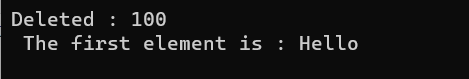 Deleted : 100
The first element is : Hello